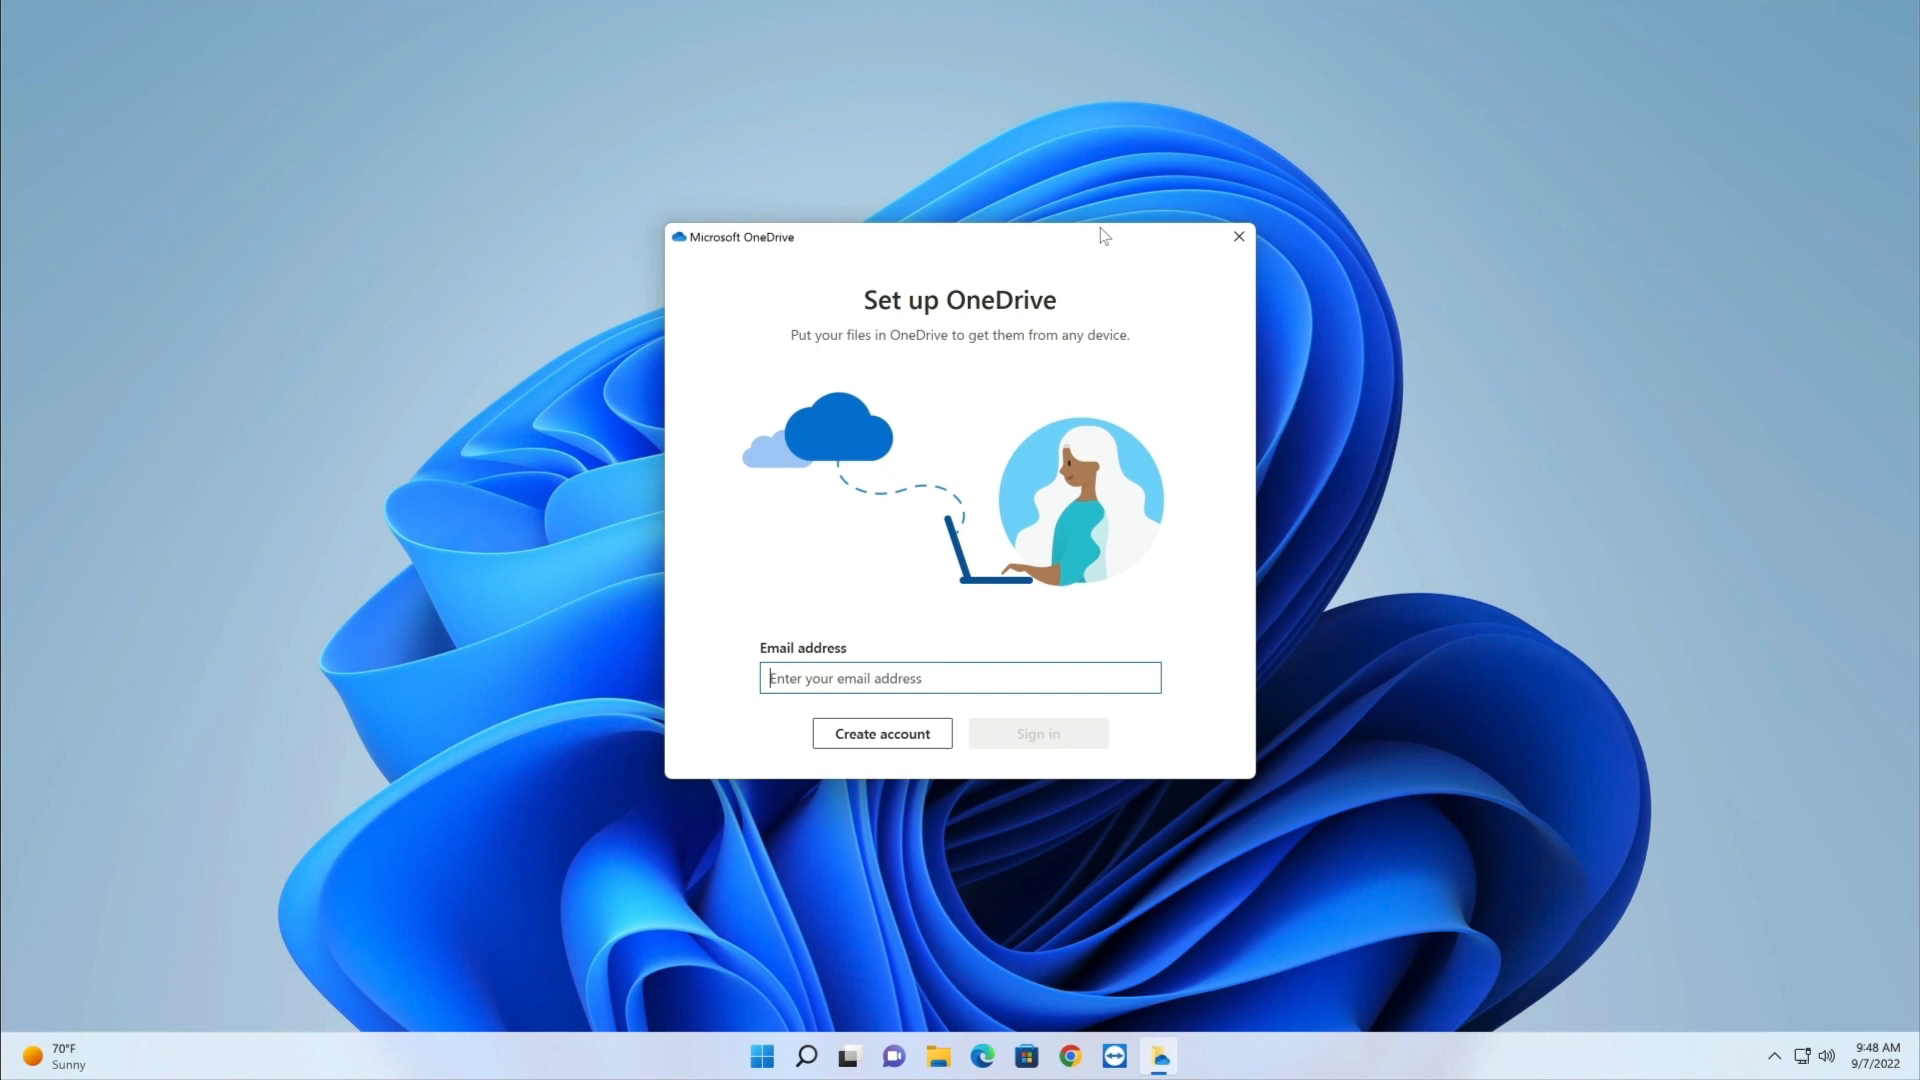 Microsoft OneDrive
Set up OneDrive
Put your files in OneDrive to get them from any device.
Email address
Enter your email address
Create account
Sign in
70°F
Sunny
9:48 AM
9/7/2022